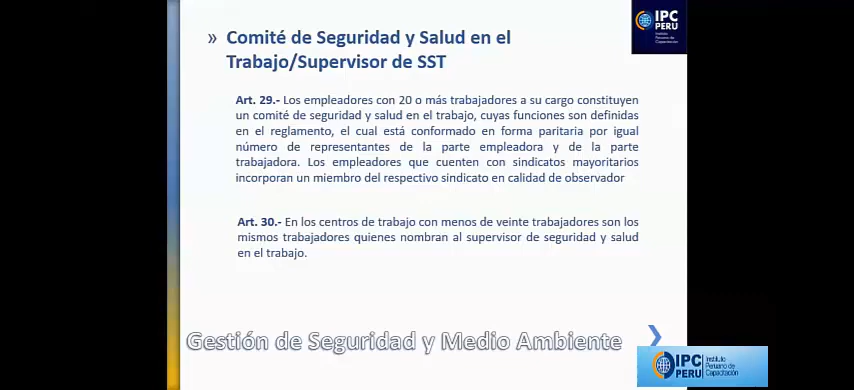 » Comité de Seguridad y Salud en el
Trabajo/Supervisor de SST
IPC
PERU
Instituto
Peruano de
Capacitación
Art. 29.- Los empleadores con 20 o más trabajadores a su cargo constituyen
un comité de seguridad y salud en el trabajo, cuyas funciones son definidas
en el reglamento, el cual está conformado en forma paritaria por igual
número de representantes de la parte empleadora y de la parte
trabajadora. Los empleadores que cuenten con sindicatos mayoritarios
incorporan un miembro del respectivo sindicato en calidad de observador
Art. 30.- En los centros de trabajo con menos de veinte trabajadores son los
mismos trabajadores quienes nombran al supervisor de seguridad y salud
en el trabajo.
Gestión de Seguridad y Medio Ambiente
IPC
PERU
Instituto
Peruano de
Capacitación